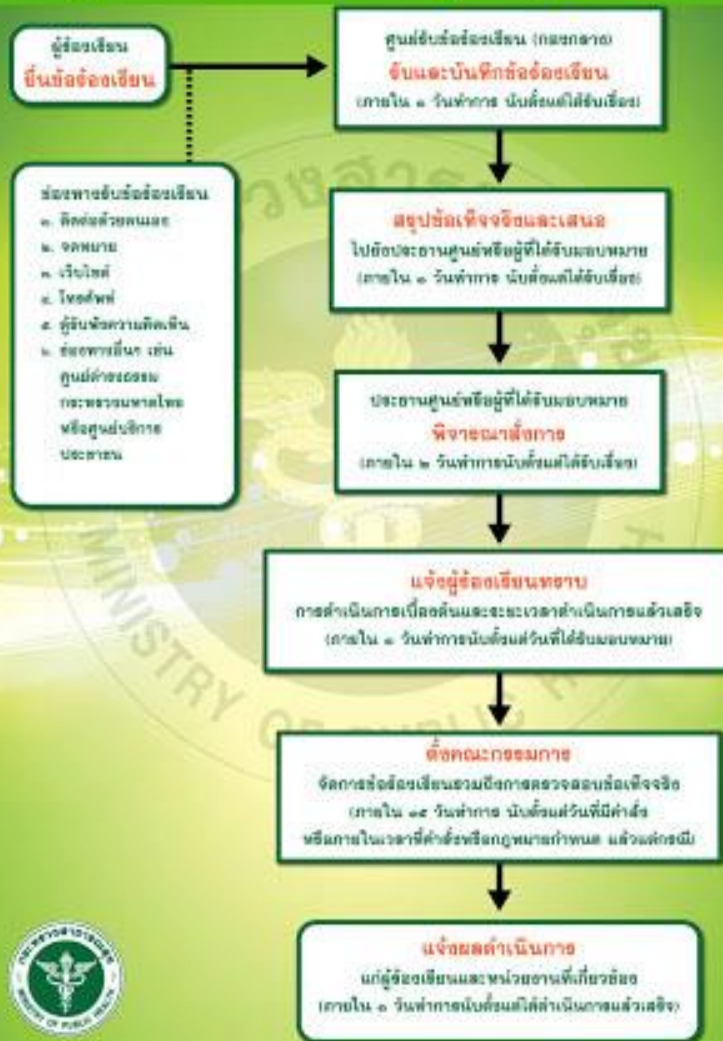 ผู้ร้องเรียน
ยื่นข้อร้องเรียน
ศูนย์รับข้อร้องเรียน (กองกลาง)
รับและบันทึกข้อร้องเรียน
(ภายใน ๑ วันทำการ นับตั้งแต่ได้รับเรื่อง)
ช่องทางรับข้อร้องเรียน
๑. ติดต่อด้วยตนเอง
๒. จดหมาย
๓. เว็บไซต์
๔. โทรศัพท์
๕. ตู้รับฟังความคิดเห็น
๖. ช่องทางอื่นๆ เช่น
ศูนย์ดำรงธรรม
กระทรวงมหาดไทย
หรือศูนย์บริการ
ประชาชน
สรุปข้อเท็จจริงและเสนอ
ไปยังประธานศูนย์หรือผู้ที่ได้รับมอบหมาย
(ภายใน ๑ วันทำการ นับตั้งแต่ได้รับเรื่อง)
ประธานศูนย์หรือผู้ที่ได้รับมอบหมาย
พิจารณาสั่งการ
(ภายใน ๒ วันทำการนับตั้งแต่ได้รับเรื่อง)
แจ้งผู้ร้องเรียนทราบ
การดำเนินการเบื้องต้นและระยะเวลาดำเนินการแล้วเสร็จ
(ภายใน ๑ วันทำการนับตั้งแต่วันที่ได้รับมอบหมาย)
ตั้งคณะกรรมการ
จัดการข้อร้องเรียนรวมถึงการตรวจสอบข้อเท็จจริง
(ภายใน ๑๕ วันทำการ นับตั้งแต่วันที่มีคำสั่ง
หรือภายในเวลาที่คำสั่งหรือกฎหมายกำหนด แล้วแต่กรณี)
แจ้งผลดำเนินการ
แก่ผู้ร้องเรียนและหน่วยงานที่เกี่ยวข้อง
(ภายใน ๑ วันทำการนับตั้งแต่ได้ดำเนินการแล้วเสร็จ)
กระทรวงสาธารณสุข
MINISTRY OF PUBLIC HEALTH
MINISTRY OF PUBLIC H